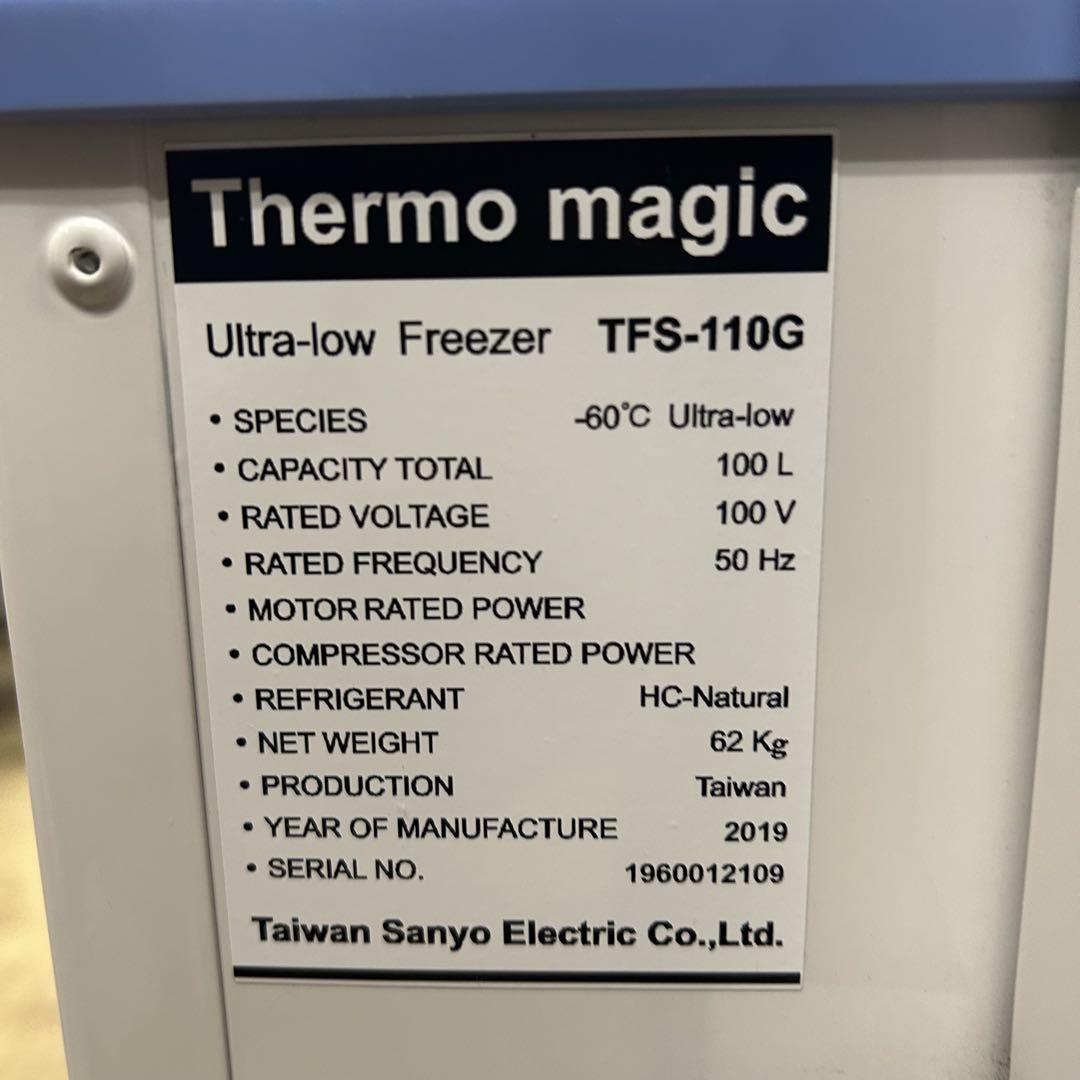 Thermo magic
Ultra-low Freezer TFS-110G
• SPECIES -60°C Ultra-low
• CAPACITY TOTAL 100 L
• RATED VOLTAGE 100 V
• RATED FREQUENCY 50 Hz
• MOTOR RATED POWER
• COMPRESSOR RATED POWER
• REFRIGERANT HC-Natural
• NET WEIGHT 62 Kg
• PRODUCTION Taiwan
• YEAR OF MANUFACTURE 2019
• SERIAL NO. 1960012109
Taiwan Sanyo Electric Co.,Ltd.